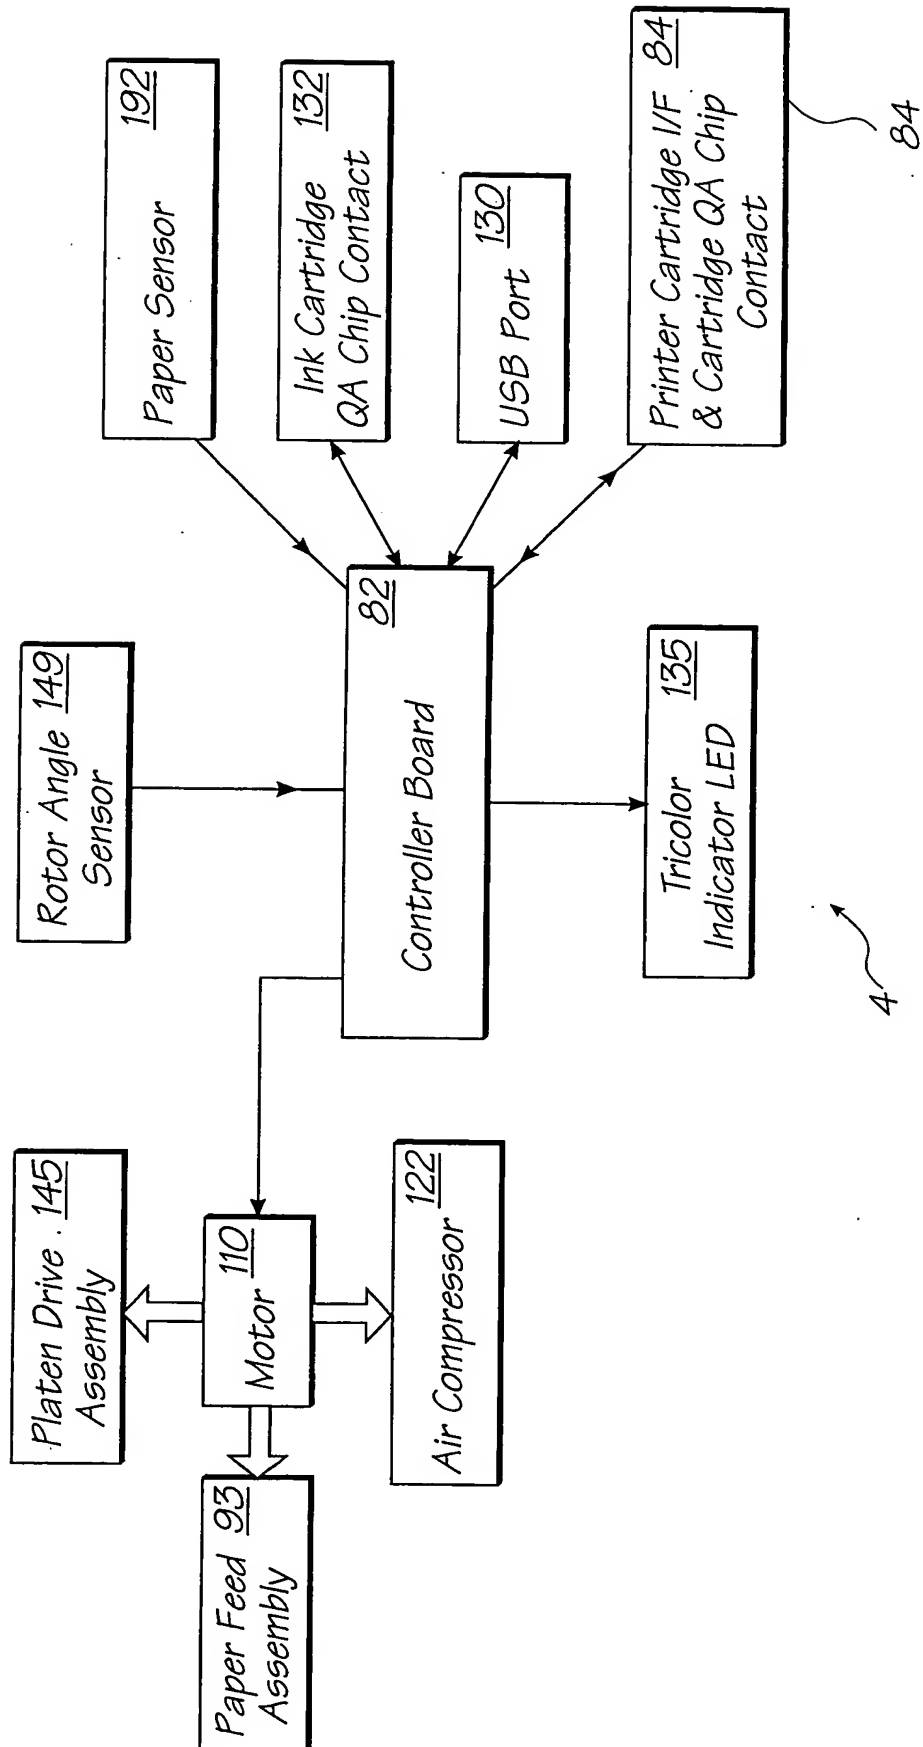 Paper Feed 93
Assembly
Platen Drive . 145
Assembly
Motor 110
Air Compressor 122
Rotor Angle 149
Sensor
Controller Board 82
Tricolor 135
Indicator LED
Paper Sensor 192
Ink Cartridge 132
QA Chip Contact
USB Port 130
Printer Cartridge I/F 84
& Cartridge QA Chip
Contact
84
4